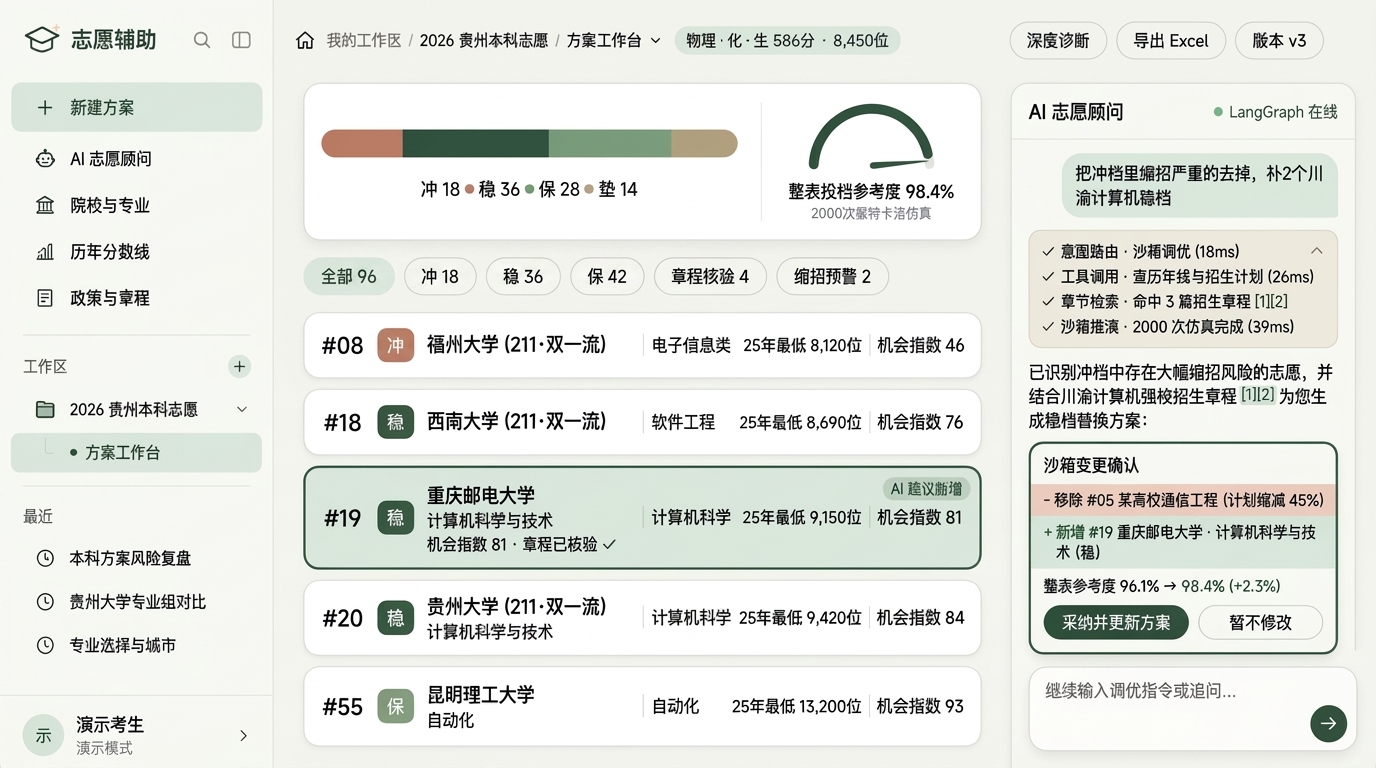 志愿辅助
新建方案
AI 志愿顾问
院校与专业
历年分数线
政策与章程
工作区
2026 贵州本科志愿
方案工作台
最近
本科方案风险复盘
贵州大学专业组对比
专业选择与城市
示
演示考生
演示模式
我的工作区 / 2026 贵州本科志愿 / 方案工作台
物理·化·生 586分 · 8,450位
深度诊断
导出 Excel
版本 v3
冲 18 稳 36 保 28 垫 14
整表投档参考度 98.4%
2000次蒙特卡洛仿真
全部 96
冲 18
稳 36
保 42
章程核验 4
缩招预警 2
#08 冲 福州大学 (211·双一流) 电子信息类 25年最低 8,120位 机会指数 46
#18 稳 西南大学 (211·双一流) 软件工程 25年最低 8,690位 机会指数 76
AI 建议新增
#19 稳 重庆邮电大学
计算机科学与技术 计算机科学 25年最低 9,150位 机会指数 81
机会指数 81 · 章程已核验 ✓
#20 稳 贵州大学 (211·双一流)
计算机科学与技术 计算机科学 25年最低 9,420位 机会指数 84
#55 保 昆明理工大学
自动化 自动化 25年最低 13,200位 机会指数 93
AI 志愿顾问
LangGraph 在线
把冲档里缩招严重的去掉，补2个川
渝计算机稳档
✓ 意图路由 · 沙箱调优 (18ms)
✓ 工具调用 · 查历年线与招生计划 (26ms)
✓ 章节检索 · 命中 3 篇招生章程 [1][2]
✓ 沙箱推演 · 2000 次仿真完成 (39ms)
已识别冲档中存在大幅缩招风险的志愿，并
结合川渝计算机强校招生章程 [1][2] 为您生
成稳档替换方案：
沙箱变更确认
- 移除 #05 某高校通信工程 (计划缩减 45%)
+ 新增 #19 重庆邮电大学 · 计算机科学与技
术 (稳)
整表参考度 96.1% → 98.4% (+2.3%)
采纳并更新方案
暂不修改
继续输入调优指令或追问...